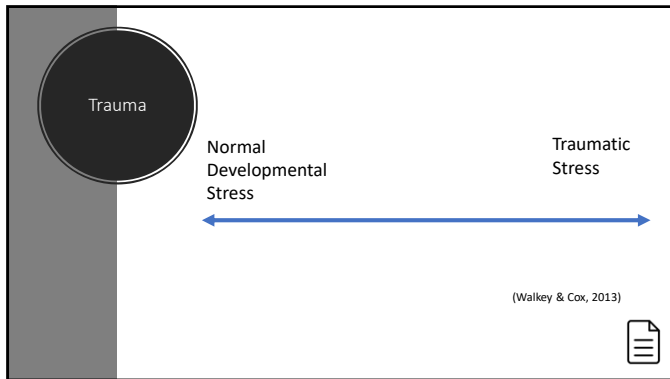 Trauma
Normal
Developmental
Stress
Traumatic
Stress
(Walkey & Cox, 2013)